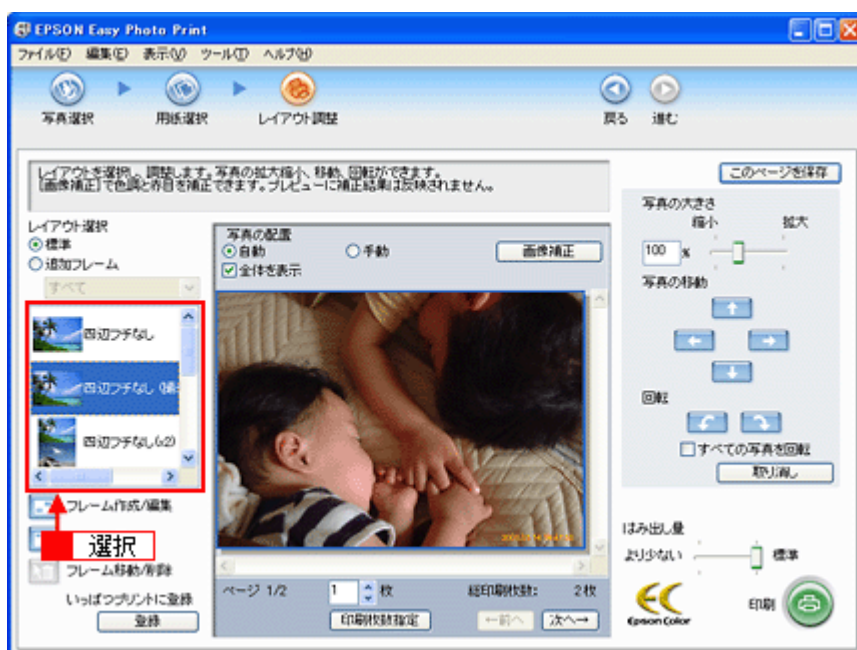 EPSON Easy Photo Print
ファイル(F) 編集(E) 表示(V) ツール(T) ヘルプ(H)
写真選択 用紙選択 レイアウト調整 戻る 進む
レイアウトを選択し、調整します。写真の拡大縮小、移動、回転ができます。
[画像補正]で色調と赤目を補正できます。プレビューに補正結果は反映されません。
このページを保存
レイアウト選択
標準
追加フレーム
すべて
四辺フチなし
四辺フチなし
四辺フチなし(x2)
選択
フレーム作成/編集
フレーム移動/削除
いっぱつプリントに登録
登録
写真の配置
自動 手動 画像補正
全体を表示
ページ 1/2 1 枚 総印刷枚数: 2枚
印刷枚数指定 ←前へ 次へ→
写真の大きさ
縮小 拡大
100 %
写真の移動
回転
すべての写真を回転
取り消し
はみ出し量
より少ない 標準
Epson Color 印刷